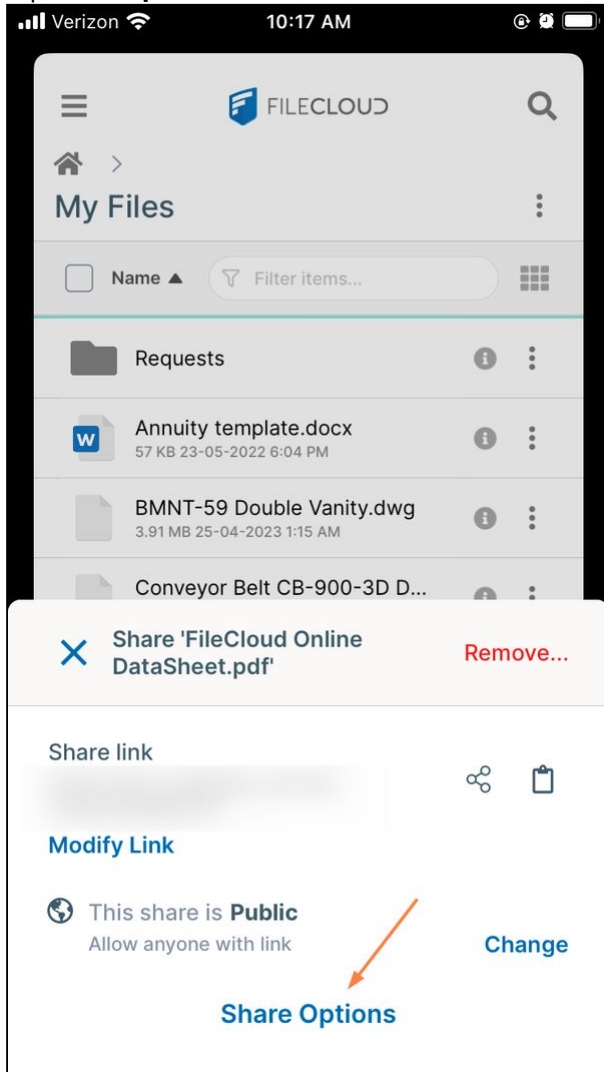 Verizon 10:17 AM
FILECLOUD
My Files
Name ▲ Filter items...
Requests
W Annuity template.docx
57 KB 23-05-2022 6:04 PM
BMNT-59 Double Vanity.dwg
3.91 MB 25-04-2023 1:15 AM
Conveyor Belt CB-900-3D D...
Share 'FileCloud Online
DataSheet.pdf'
Remove...
Share link
Modify Link
This share is Public
Allow anyone with link
Change
Share Options